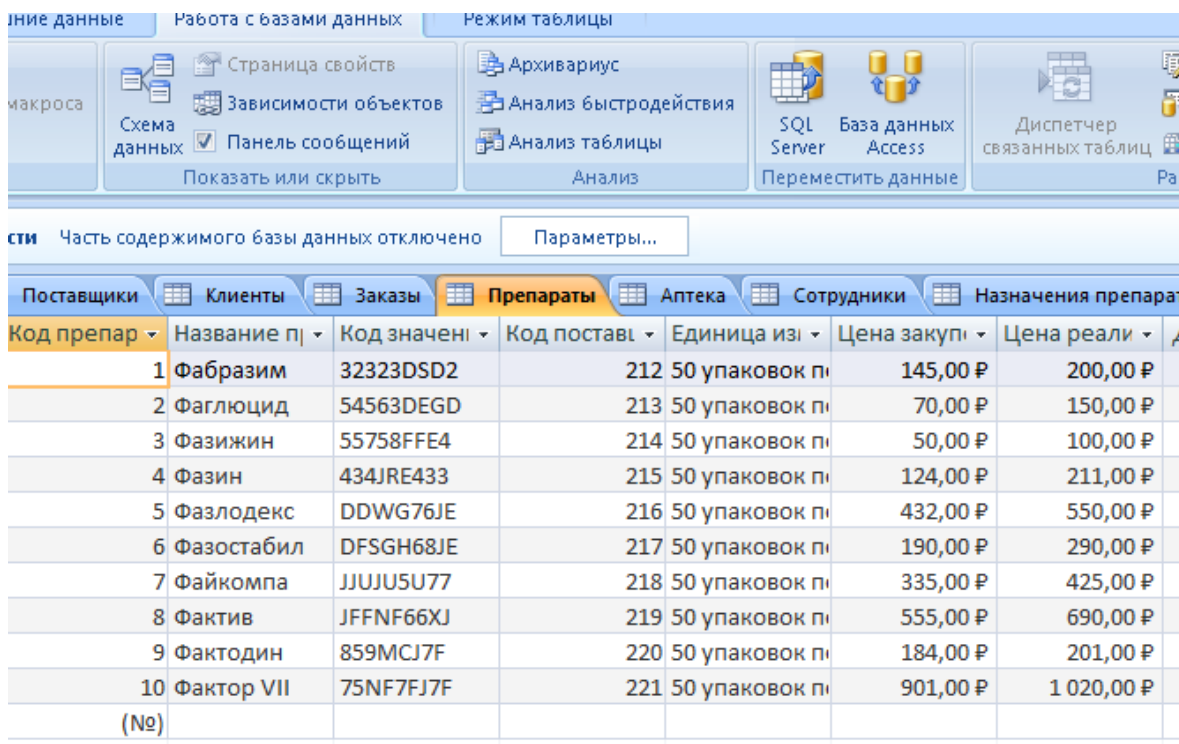 ние данные Работа с базами данных Режим таблицы
Страница свойств Архивариус
макроса Зависимости объектов Анализ быстродействия
Схема данных Панель сообщений Анализ таблицы SQL Server База данных Access Диспетчер связанных таблиц
Показать или скрыть Анализ Переместить данные Ра
сти Часть содержимого базы данных отключено Параметры...
Поставщики Клиенты Заказы Препараты Аптека Сотрудники Назначения препарат
Код препар Название п Код значен Код постав Единица из Цена закуп Цена реали
1 Фабразим 32323DSD2 212 50 упаковок п 145,00 ₽ 200,00 ₽
2 Фаглюцид 54563DEGD 213 50 упаковок п 70,00 ₽ 150,00 ₽
3 Фазижин 55758FFE4 214 50 упаковок п 50,00 ₽ 100,00 ₽
4 Фазин 434JRE433 215 50 упаковок п 124,00 ₽ 211,00 ₽
5 Фазлодекс DDWG76JE 216 50 упаковок п 432,00 ₽ 550,00 ₽
6 Фазостабил DFSGH68JE 217 50 упаковок п 190,00 ₽ 290,00 ₽
7 Файкомпа JJUJU5U77 218 50 упаковок п 335,00 ₽ 425,00 ₽
8 Фактив JFFNF66XJ 219 50 упаковок п 555,00 ₽ 690,00 ₽
9 Фактодин 859MCJ7F 220 50 упаковок п 184,00 ₽ 201,00 ₽
10 Фактор VII 75NF7FJ7F 221 50 упаковок п 901,00 ₽ 1 020,00 ₽
(№)